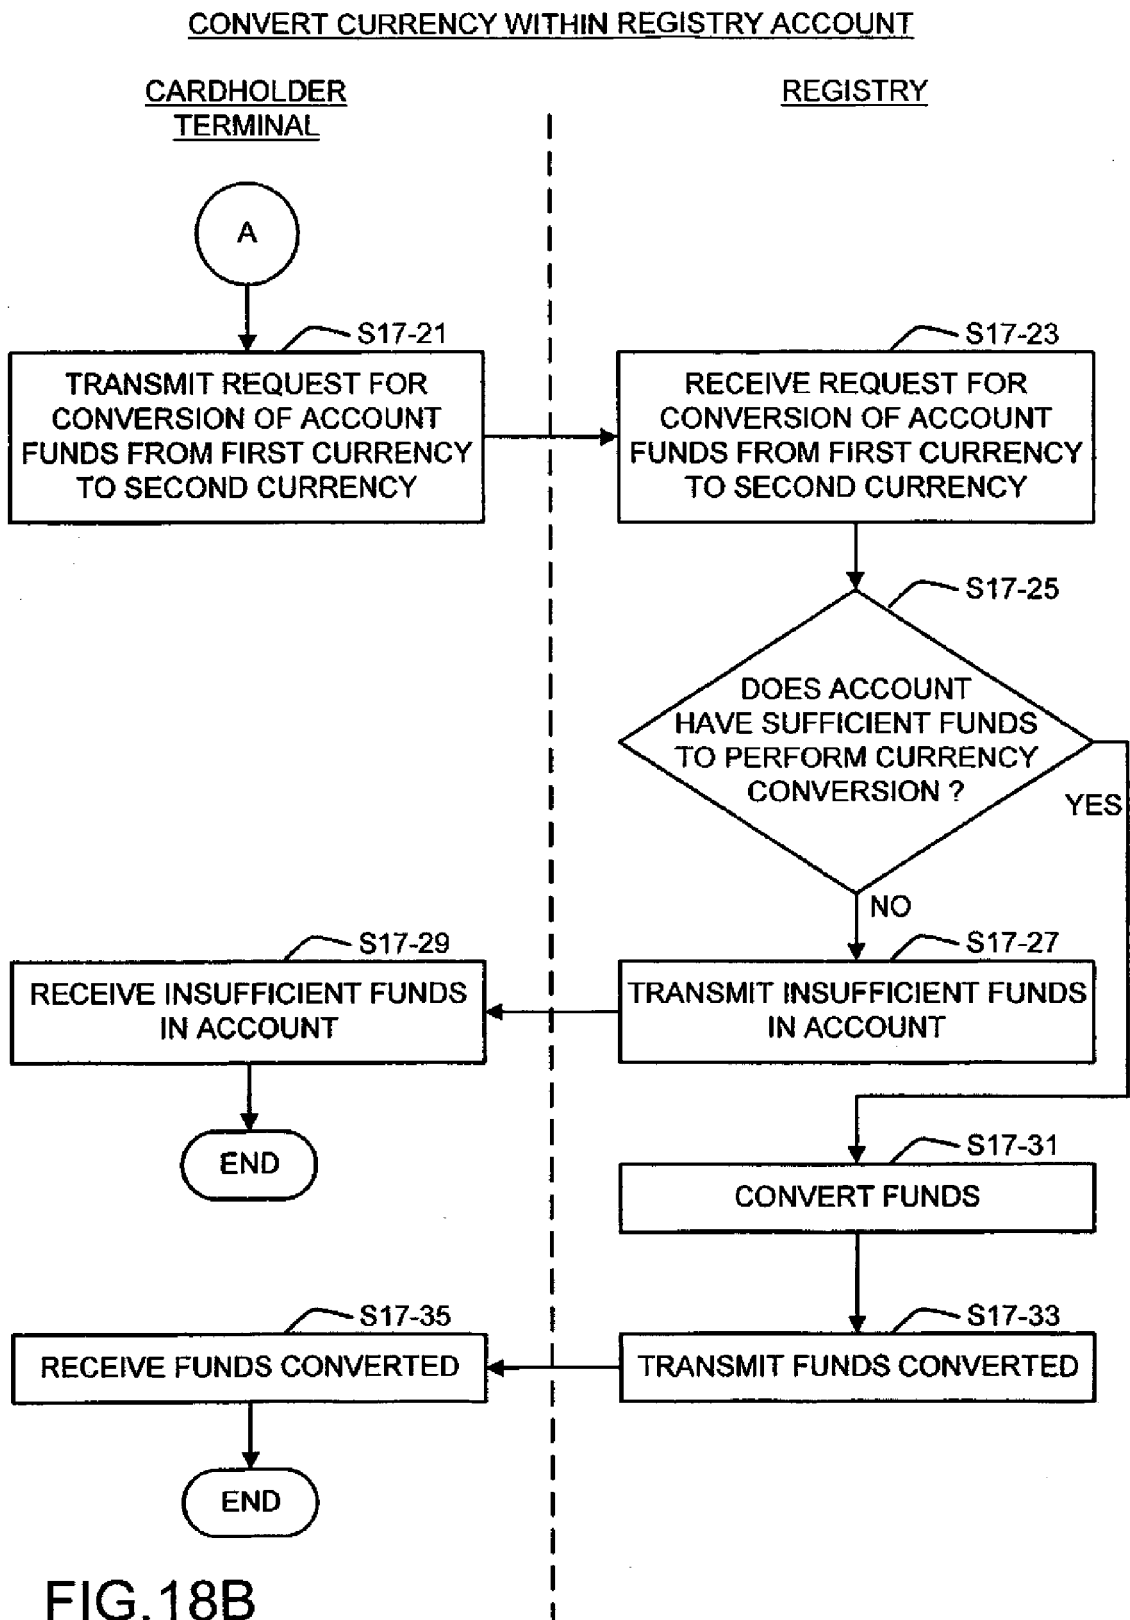 CONVERT CURRENCY WITHIN REGISTRY ACCOUNT
CARDHOLDER
TERMINAL
REGISTRY
A
S17-21
TRANSMIT REQUEST FOR
CONVERSION OF ACCOUNT
FUNDS FROM FIRST CURRENCY
TO SECOND CURRENCY
S17-23
RECEIVE REQUEST FOR
CONVERSION OF ACCOUNT
FUNDS FROM FIRST CURRENCY
TO SECOND CURRENCY
S17-25
DOES ACCOUNT
HAVE SUFFICIENT FUNDS
TO PERFORM CURRENCY
CONVERSION ?
YES
NO
S17-29
RECEIVE INSUFFICIENT FUNDS
IN ACCOUNT
S17-27
TRANSMIT INSUFFICIENT FUNDS
IN ACCOUNT
END
S17-31
CONVERT FUNDS
S17-35
RECEIVE FUNDS CONVERTED
S17-33
TRANSMIT FUNDS CONVERTED
END
FIG.18B